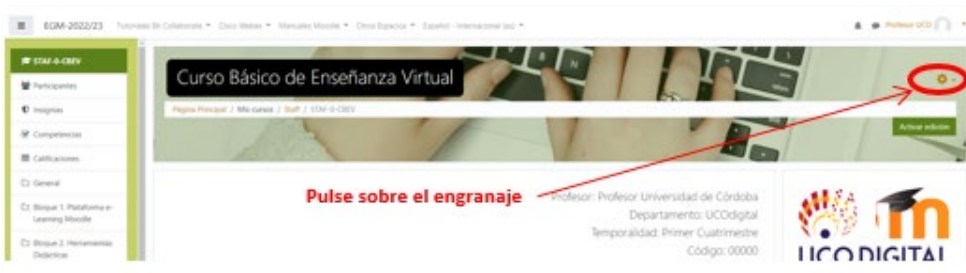 EGM-2022/23 Tutoriales Bb Collaborate Cisco Webex Manuales Moodle Otros Espacios Español - Internacional (es) Profesor UCO
STAF-0-CBEV
Participantes
Insignias
Competencias
Calificaciones
General
Bloque 1. Plataforma e-
Learning Moodle
Bloque 2. Herramientas
Didácticas
Curso Básico de Enseñanza Virtual
Página Principal / Mis cursos / Staff / STAF-0-CBEV
Activar edición
Pulse sobre el engranaje
Profesor: Profesor Universidad de Córdoba
Departamento: UCOdigital
Temporalidad: Primer Cuatrimestre
Código: 00000
UCODIGITAL